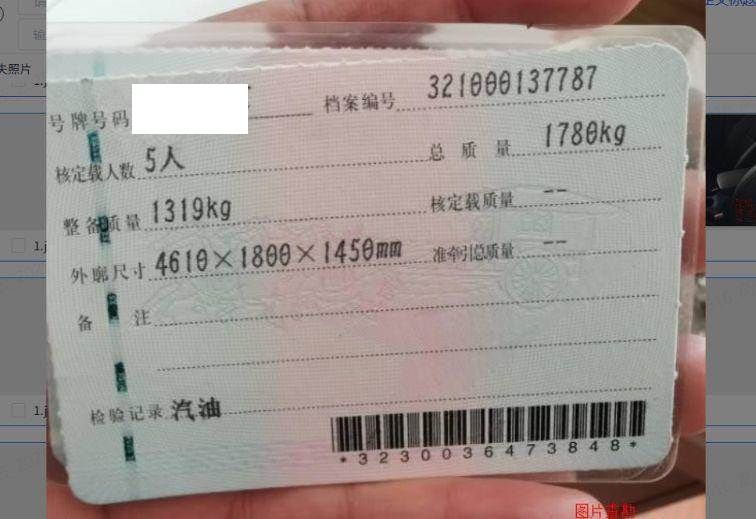 号牌号码 档案编号 321000137787
核定载人数 5人 总质量 1780kg
整备质量 1319kg 核定载质量 --
外廓尺寸 4610×1800×1450mm 准牵引总质量 --
备注
检验记录 汽油
*3230036473848*
图片查勘